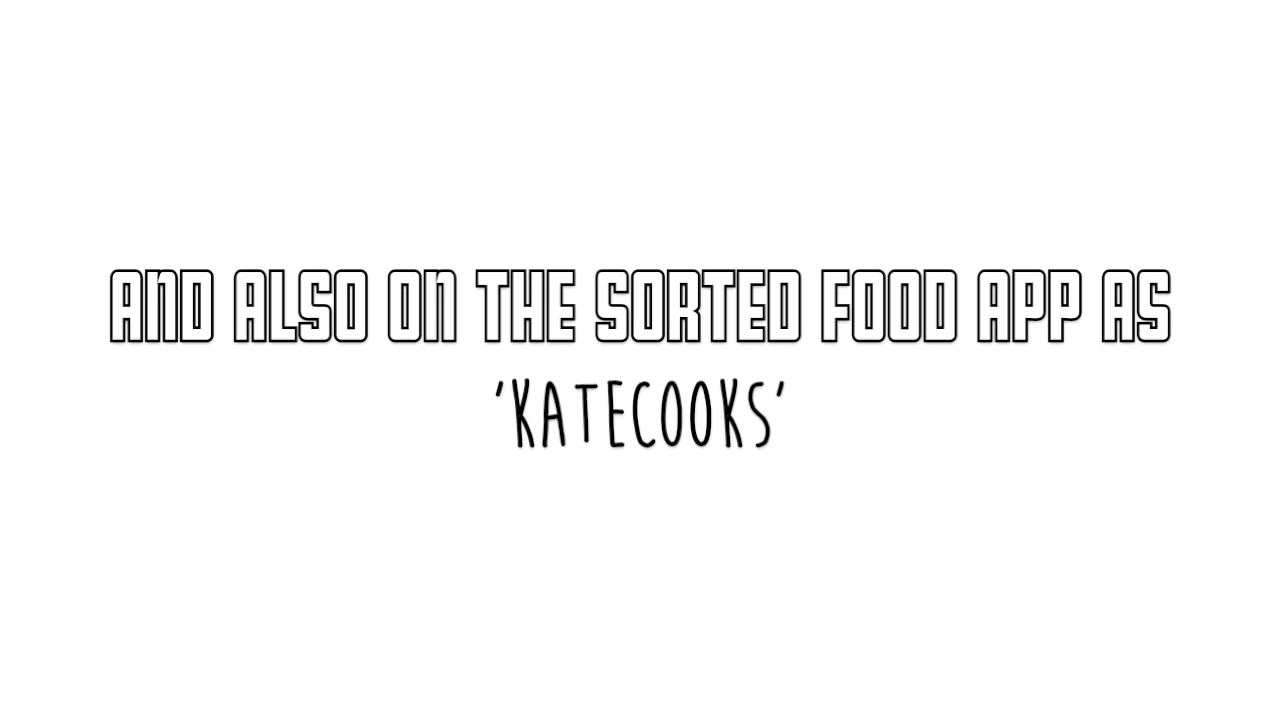 AND ALSO ON THE SORTED FOOD APP AS
'KATECOOKS'